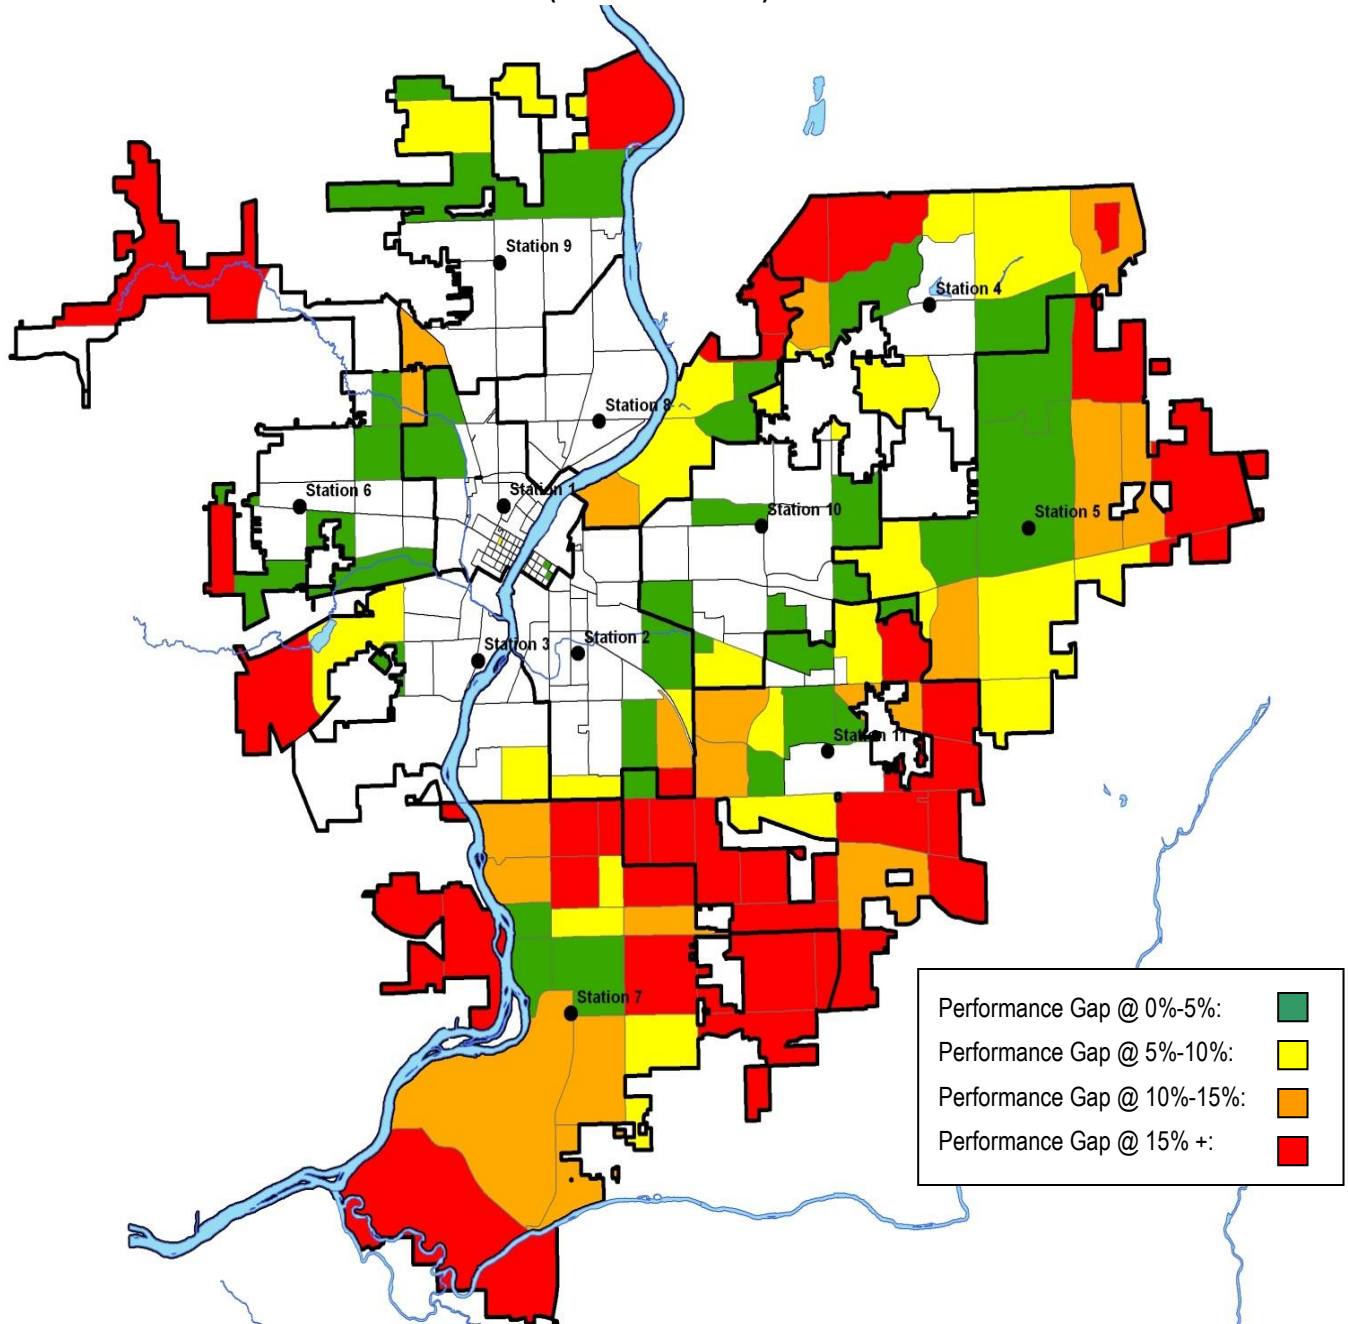 Station 9
Station 4
Station 8
Station 6
Station 1
Station 10
Station 5
Station 3
Station 2
Station 11
Station 7
Performance Gap @ 0%-5%:
Performance Gap @ 5%-10%:
Performance Gap @ 10%-15%:
Performance Gap @ 15% +: